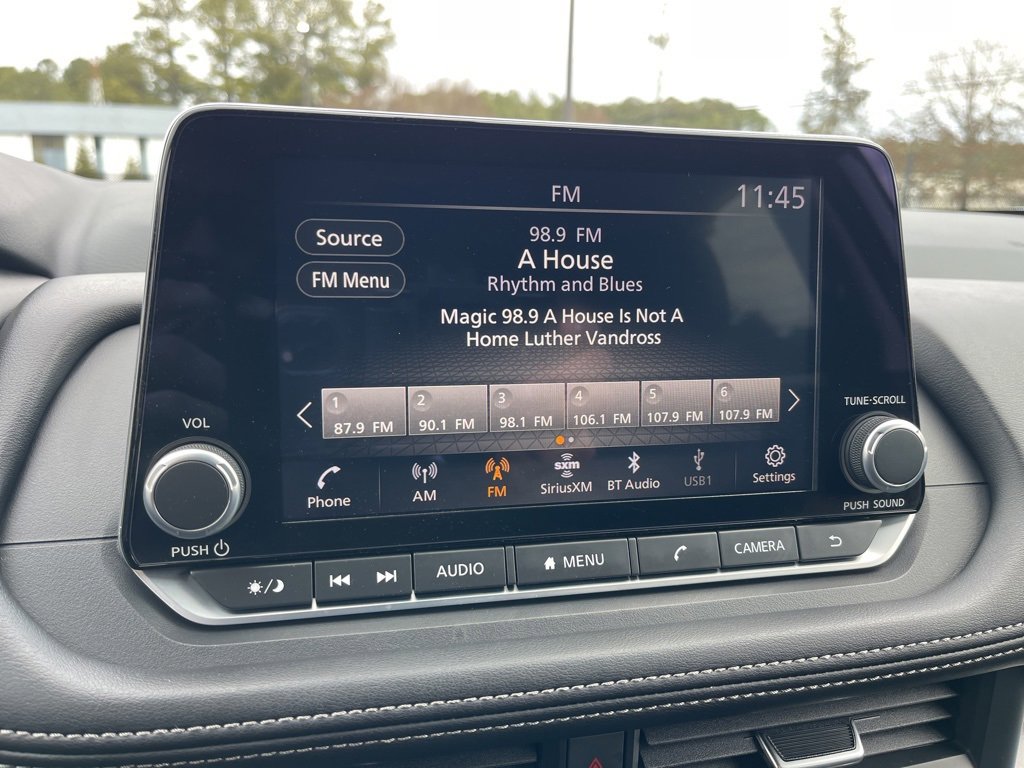 FM
11:45
Source
98.9 FM
A House
FM Menu
Rhythm and Blues
Magic 98.9 A House Is Not A
Home Luther Vandross
1 87.9 FM
2 90.1 FM
3 98.1 FM
4 106.1 FM
5 107.9 FM
6 107.9 FM
Phone
AM
FM
sxm
SiriusXM
BT Audio
USB1
Settings
VOL
PUSH
TUNE·SCROLL
PUSH SOUND
AUDIO
MENU
CAMERA